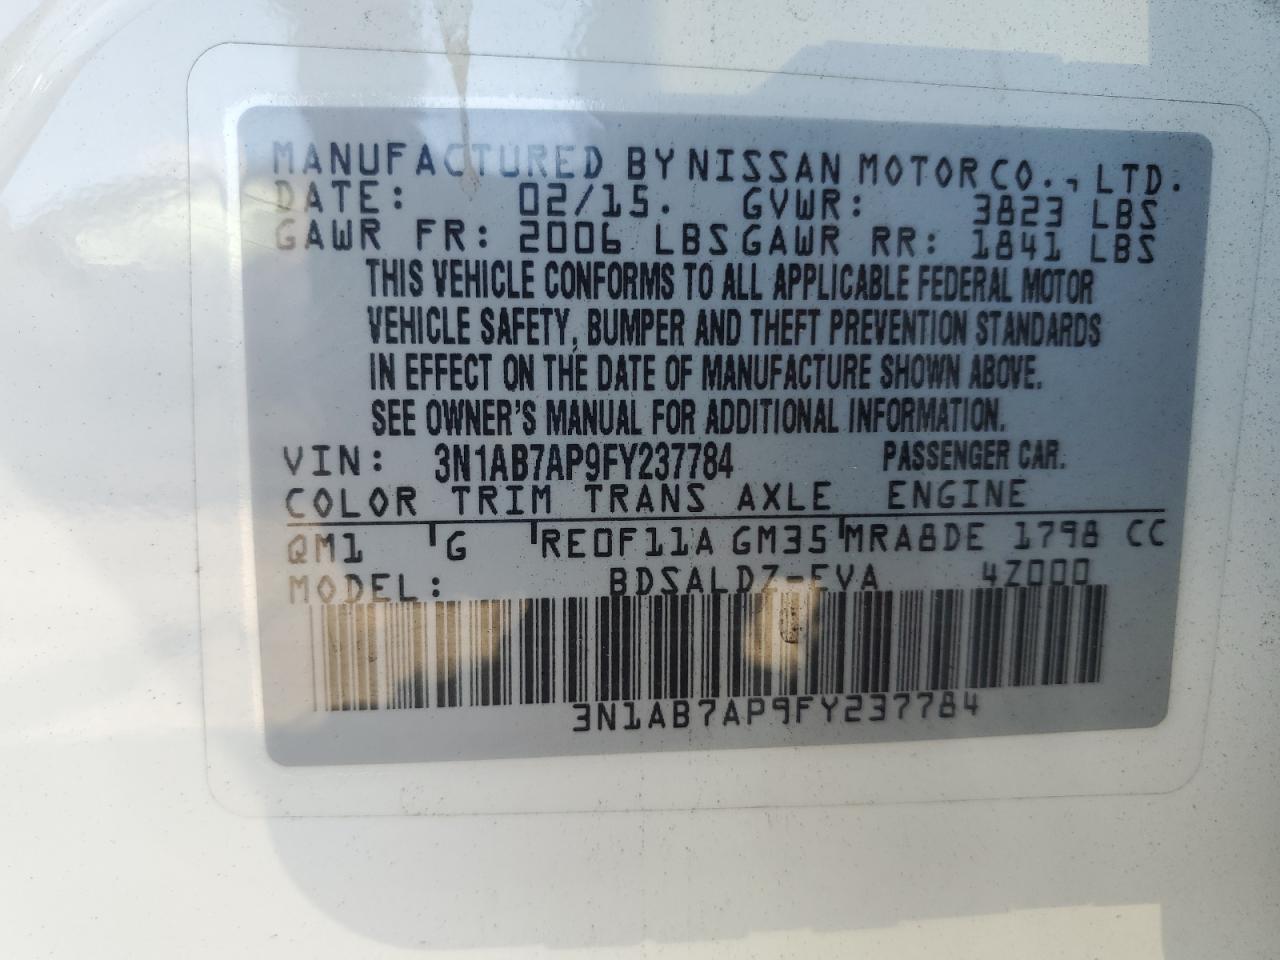 MANUFACTURED BY NISSAN MOTOR CO., LTD.
DATE: 02/15. GVWR: 3823 LBS
GAWR FR: 2006 LBS GAWR RR: 1841 LBS
THIS VEHICLE CONFORMS TO ALL APPLICABLE FEDERAL MOTOR
VEHICLE SAFETY, BUMPER AND THEFT PREVENTION STANDARDS
IN EFFECT ON THE DATE OF MANUFACTURE SHOWN ABOVE.
SEE OWNER'S MANUAL FOR ADDITIONAL INFORMATION.
VIN: 3N1AB7AP9FY237784 PASSENGER CAR.
COLOR TRIM TRANS AXLE ENGINE
QM1 G RE0F11A GM35 MRA8DE 1798 CC
MODEL: BDSALDZ-EVA 4Z000
3N1AB7AP9FY237784